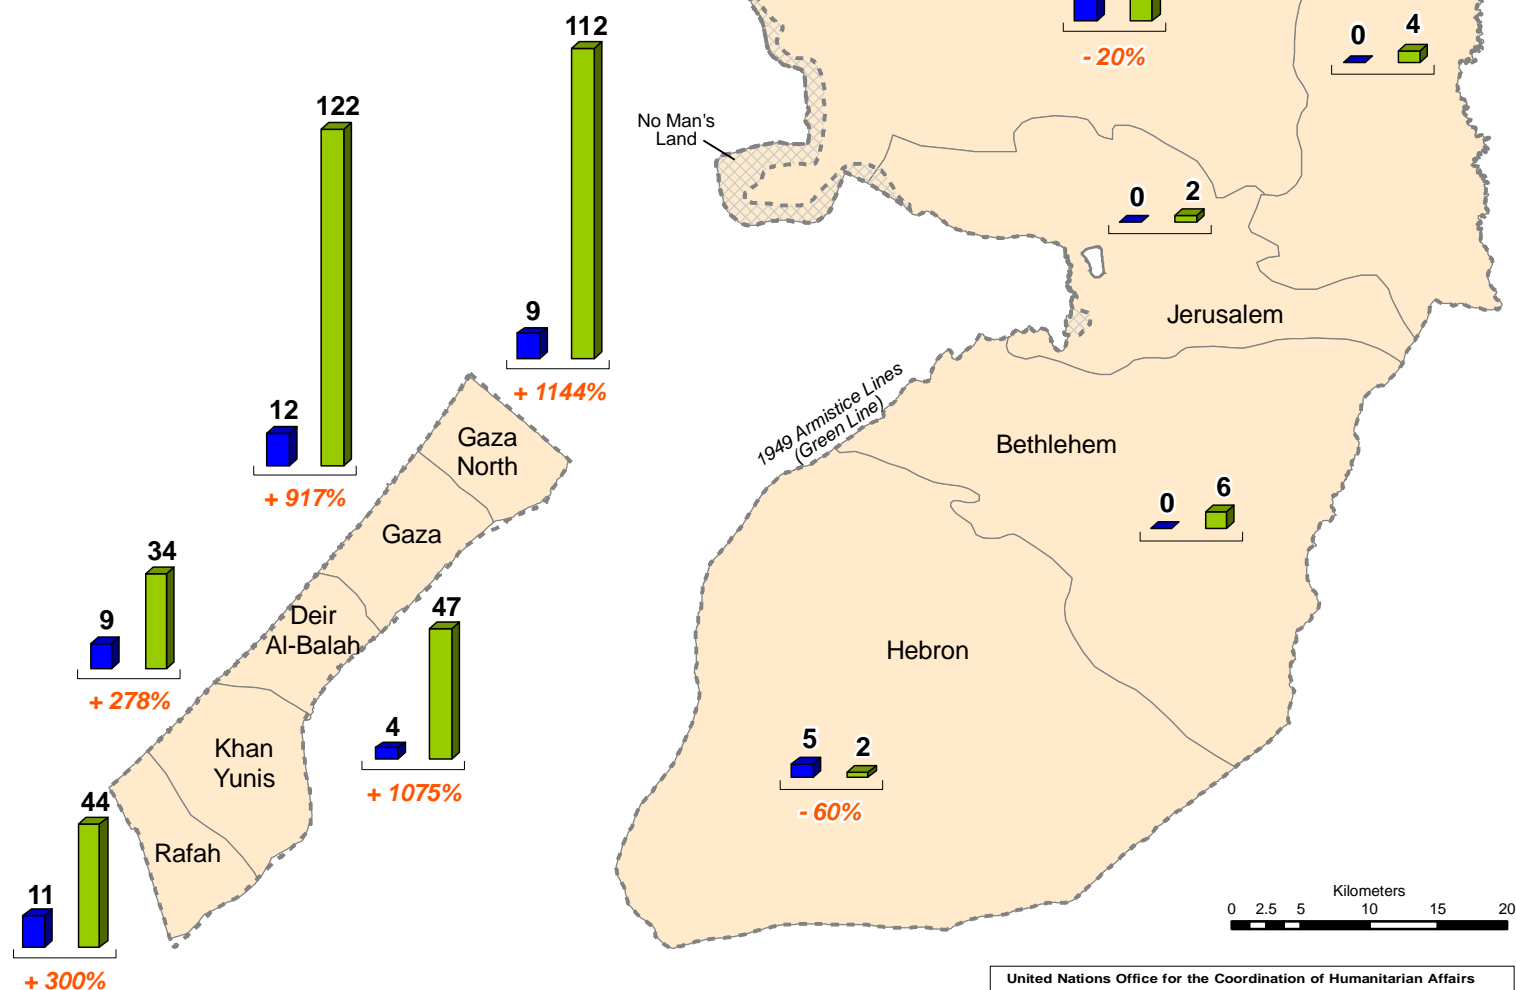 112
4
0
- 20%
122
No Man's
Land
0
2
9
Jerusalem
+ 1144%
1949 Armistice Lines
(Green Line)
12
Gaza
North
Bethlehem
+ 917%
0
6
Gaza
34
9
Deir
Al-Balah
47
Hebron
+ 278%
4
5
2
Khan
Yunis
+ 1075%
- 60%
44
Rafah
11
Kilometers
0 2.5 5 10 15 20
+ 300%
United Nations Office for the Coordination of Humanitarian Affairs